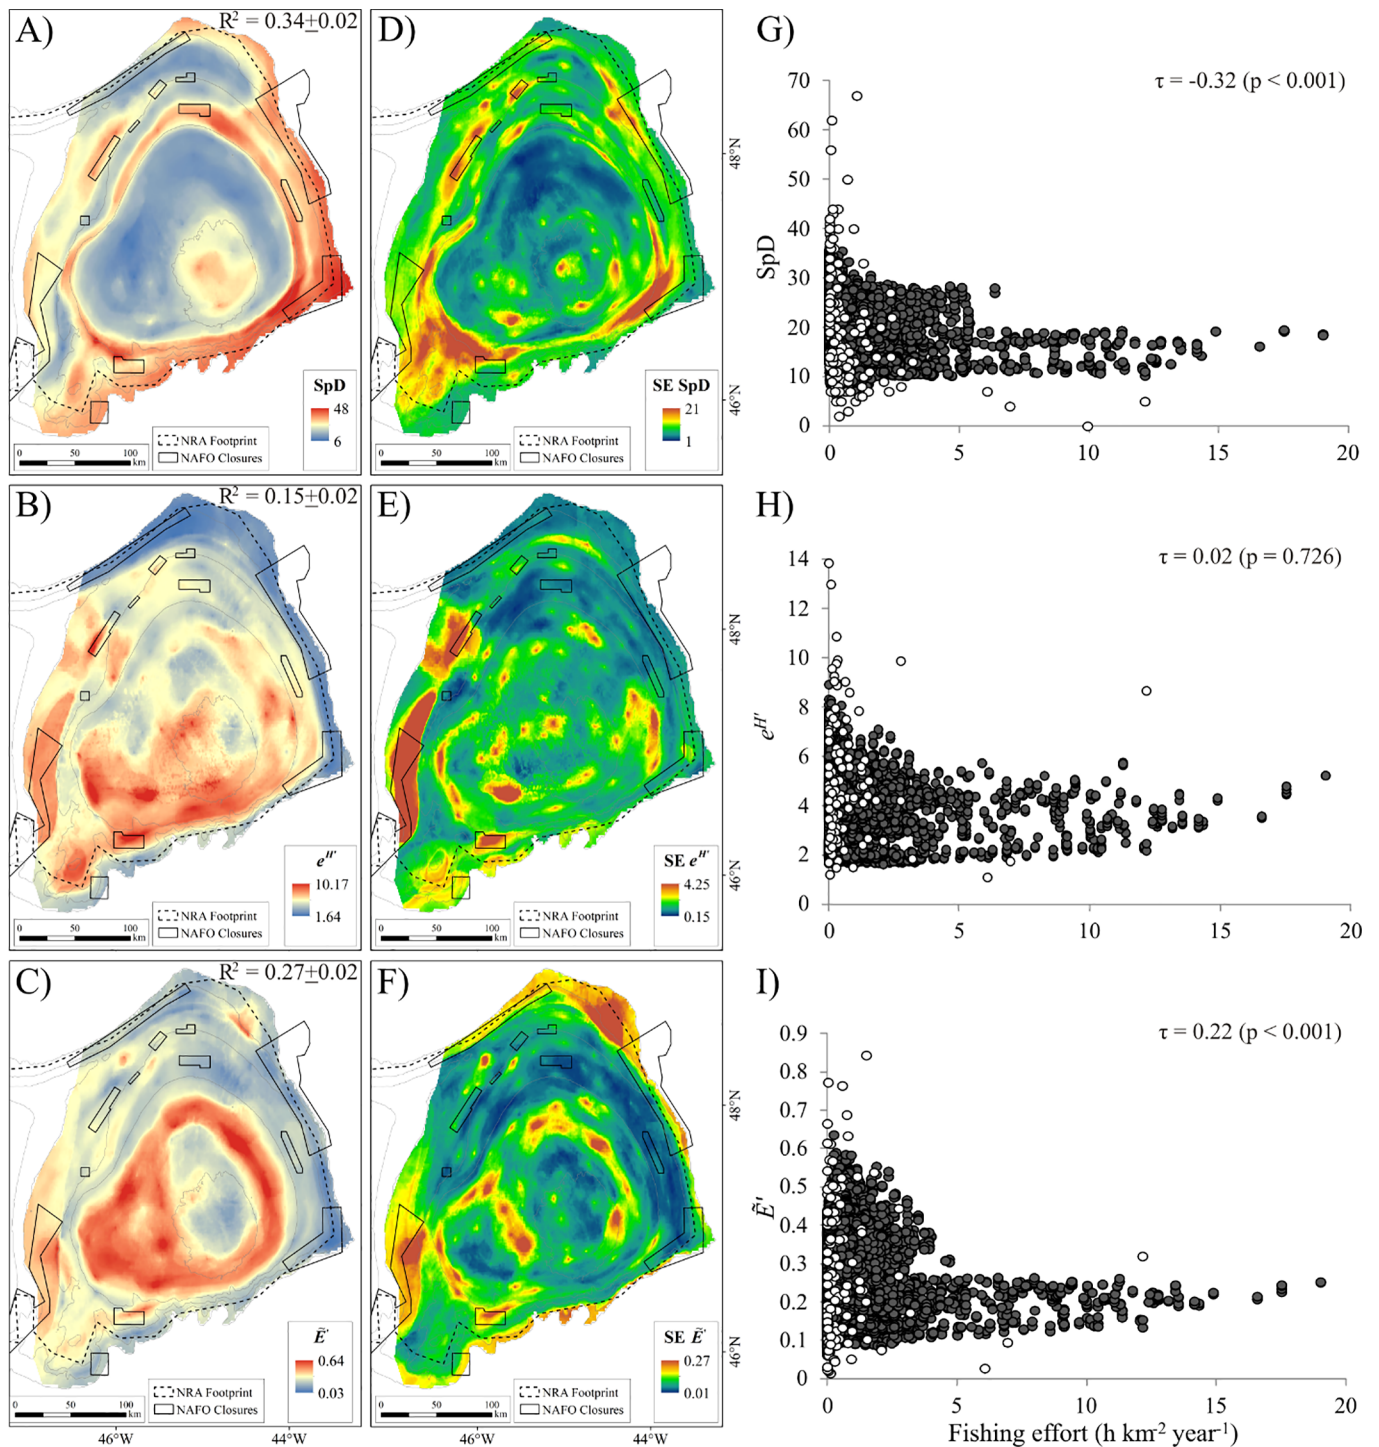 A)
R² = 0.34±0.02
SpD
48
6
NRA Footprint
NAFO Closures
0 50 100
km
D)
48°N
46°N
SE SpD
21
1
NRA Footprint
NAFO Closures
0 50 100
km
G)
τ = -0.32 (p < 0.001)
SpD
70
60
50
40
30
20
10
0
0 5 10 15 20
B)
R² = 0.15±0.02
eᴴ'
10.17
1.64
NRA Footprint
NAFO Closures
0 50 100
km
E)
48°N
46°N
SE eᴴ'
4.25
0.15
NRA Footprint
NAFO Closures
0 50 100
km
H)
τ = 0.02 (p = 0.726)
eᴴ'
14
12
10
8
6
4
2
0
0 5 10 15 20
C)
R² = 0.27±0.02
Ẽ'
0.64
0.03
NRA Footprint
NAFO Closures
0 50 100
km
46°W 44°W
F)
48°N
46°N
SE Ẽ'
0.27
0.01
NRA Footprint
NAFO Closures
0 50 100
km
46°W 44°W
I)
τ = 0.22 (p < 0.001)
Ẽ'
0.9
0.8
0.7
0.6
0.5
0.4
0.3
0.2
0.1
0
0 5 10 15 20
Fishing effort (h km² year⁻¹)